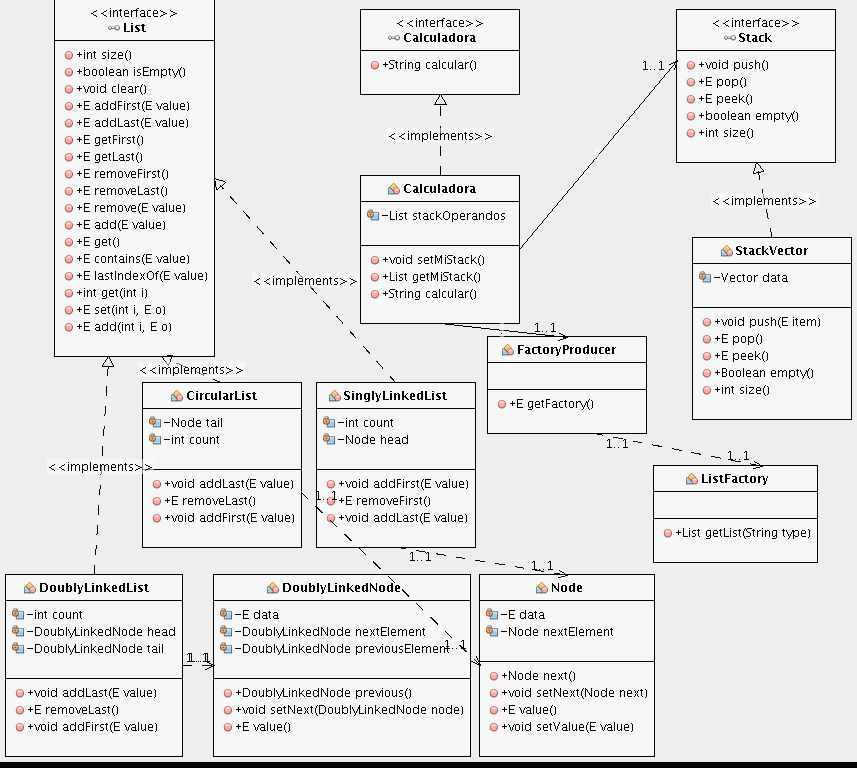 <<interface>>
List
+int size()
+boolean isEmpty()
+void clear()
+E addFirst(E value)
+E addLast(E value)
+E getFirst()
+E getLast()
+E removeFirst()
+E removeLast()
+E remove(E value)
+E add(E value)
+E get()
+E contains(E value)
+E lastIndexOf(E value)
+int get(int i)
+E set(int i, E o)
+E add(int i, E o)
<<interface>>
Calculadora
+String calcular()
<<implements>>
Calculadora
-List stackOperandos
+void setMiStack()
+List getMiStack()
+String calcular()
1..1
<<interface>>
Stack
+void push()
+E pop()
+E peek()
+boolean empty()
+int size()
<<implements>>
StackVector
-Vector data
+void push(E item)
+E pop()
+E peek()
+Boolean empty()
+int size()
<<implements>>
1..1
FactoryProducer
+E getFactory()
1..1
1..1
ListFactory
+List getList(String type)
<<implements>>
CircularList
-Node tail
-int count
+void addLast(E value)
+E removeLast()
+void addFirst(E value)
1..1
SinglyLinkedList
-int count
-Node head
+void addFirst(E value)
+E removeFirst()
+void addLast(E value)
1..1
1..1
<<implements>>
DoublyLinkedList
-int count
-DoublyLinkedNode head
-DoublyLinkedNode tail
+void addLast(E value)
+E removeLast()
+void addFirst(E value)
1..1
DoublyLinkedNode
-E data
-DoublyLinkedNode nextElement
-DoublyLinkedNode previousElement
+DoublyLinkedNode previous()
+void setNext(DoublyLinkedNode node)
+E value()
1..1
Node
-E data
-Node nextElement
+Node next()
+void setNext(Node next)
+E value()
+void setValue(E value)